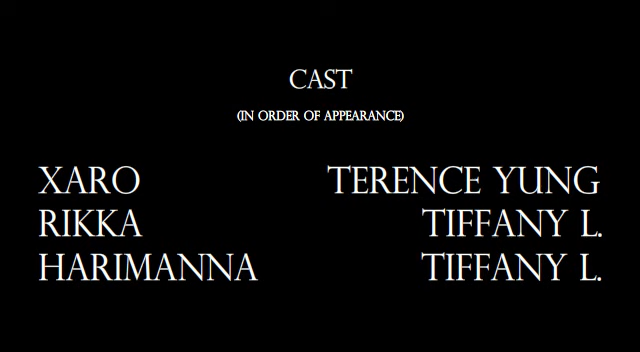 CAST
(IN ORDER OF APPEARANCE)
XARO TERENCE YUNG
RIKKA TIFFANY L.
HARIMANNA TIFFANY L.